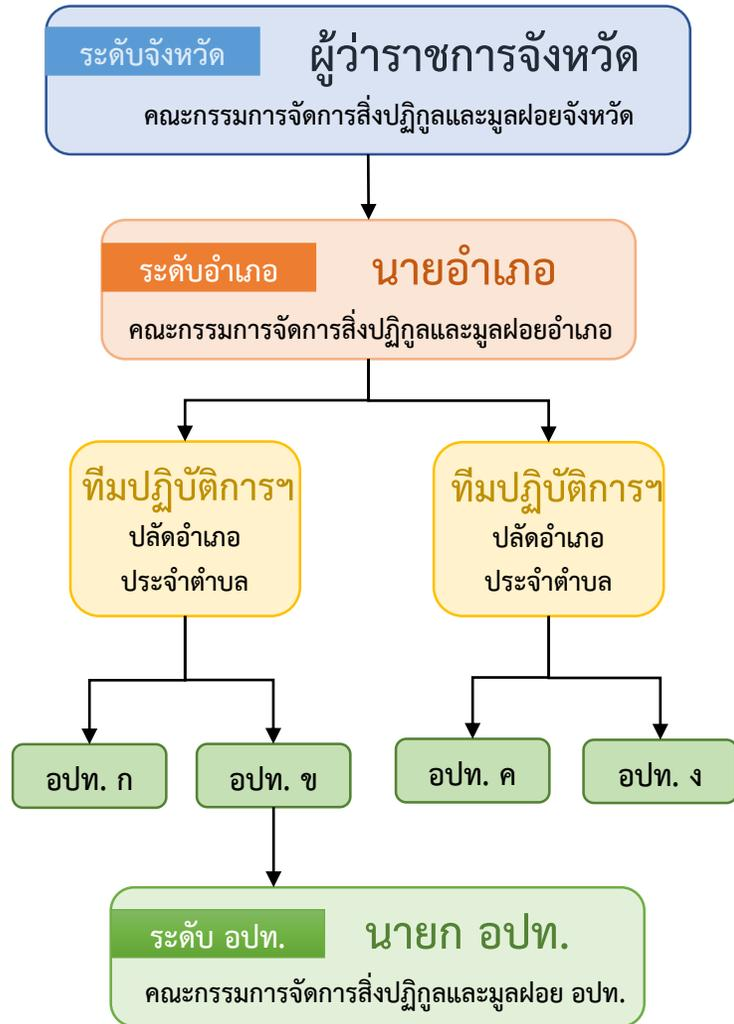 ระดับจังหวัด ผู้ว่าราชการจังหวัด
คณะกรรมการจัดการสิ่งปฏิกูลและมูลฝอยจังหวัด
ระดับอำเภอ นายอำเภอ
คณะกรรมการจัดการสิ่งปฏิกูลและมูลฝอยอำเภอ
ทีมปฏิบัติการฯ
ปลัดอำเภอ
ประจำตำบล
ทีมปฏิบัติการฯ
ปลัดอำเภอ
ประจำตำบล
อปท. ก
อปท. ข
อปท. ค
อปท. ง
ระดับ อปท. นายก อปท.
คณะกรรมการจัดการสิ่งปฏิกูลและมูลฝอย อปท.